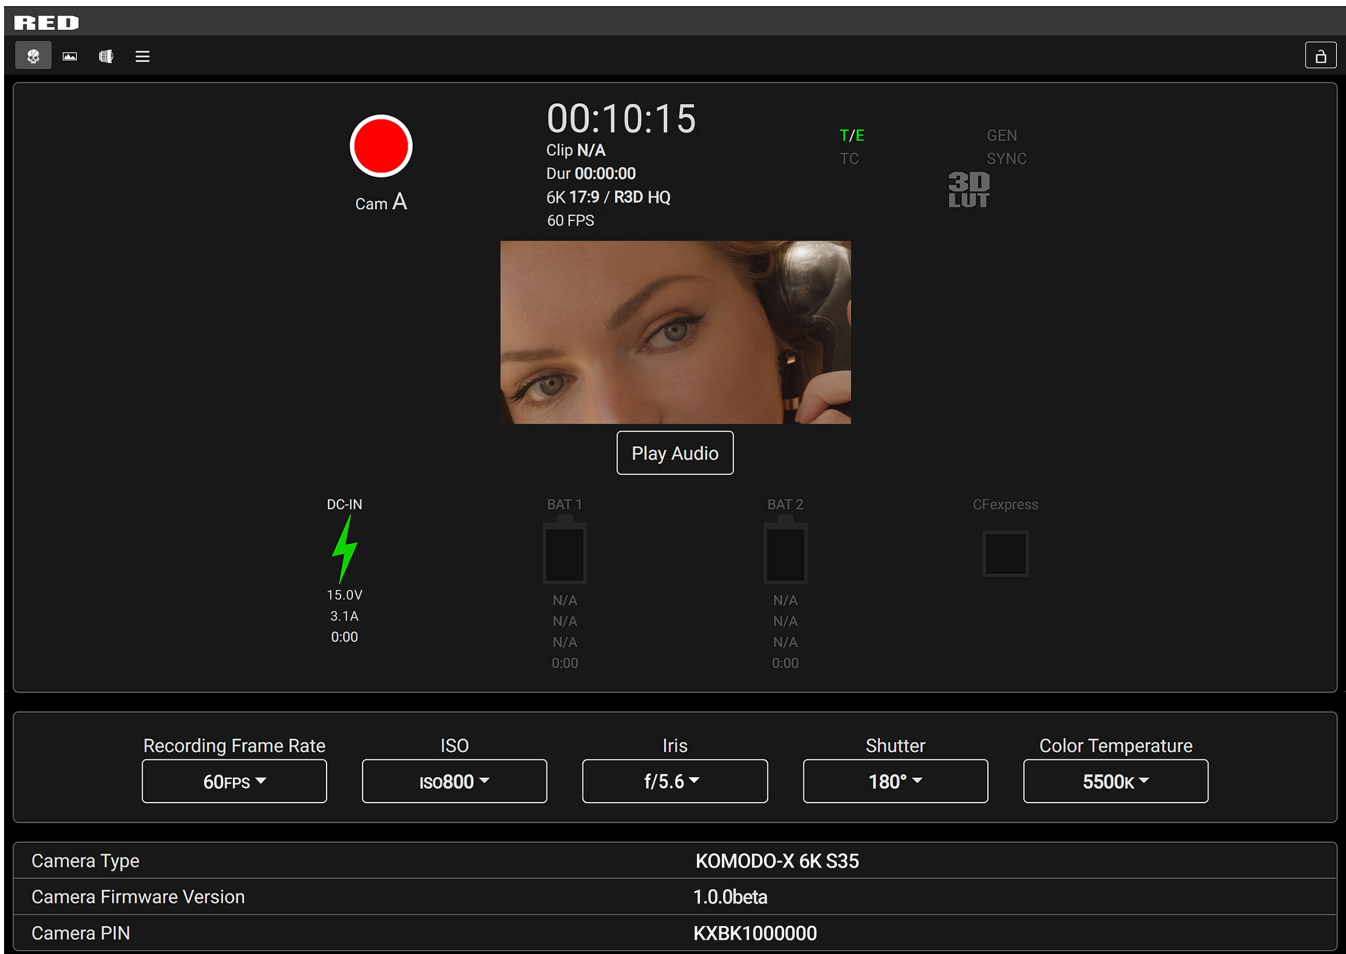 RED
00:10:15
Clip N/A
Dur 00:00:00
6K 17:9 / R3D HQ
60 FPS
Cam A
T/E
GEN
TC
SYNC
3D
LUT
Play Audio
DC-IN
BAT 1
BAT 2
CFexpress
15.0V
3.1A
0:00
N/A
N/A
N/A
0:00
N/A
N/A
N/A
0:00
Recording Frame Rate
ISO
Iris
Shutter
Color Temperature
60FPS
ISO800
f/5.6
180°
5500K
Camera Type
KOMODO-X 6K S35
Camera Firmware Version
1.0.0beta
Camera PIN
KXBK1000000